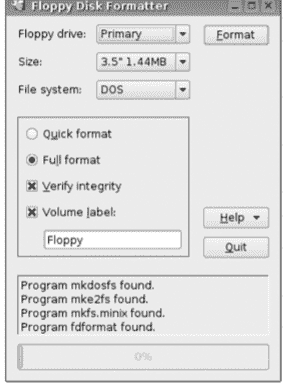 Floppy Disk Formatter
Floppy drive: Primary Format
Size: 3.5" 1.44MB
File system: DOS
Quick format
Full format
Verify integrity
Volume label:
Help
Floppy
Quit
Program mkdosfs found.
Program mke2fs found.
Program mkfs.minix found.
Program fdformat found.
0%